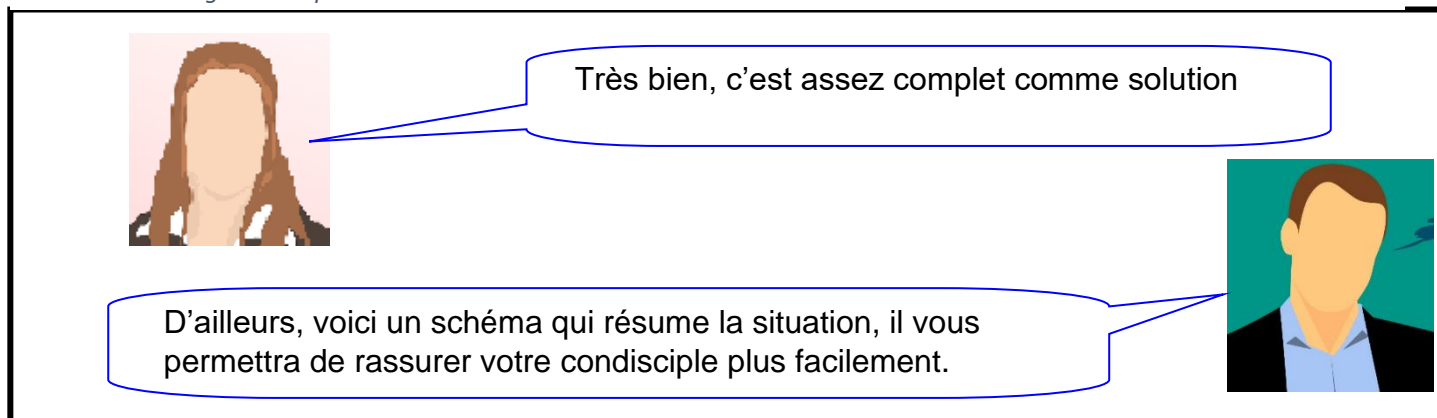 Très bien, c’est assez complet comme solution
D'ailleurs, voici un schéma qui résume la situation, il vous
permettra de rassurer votre condisciple plus facilement.